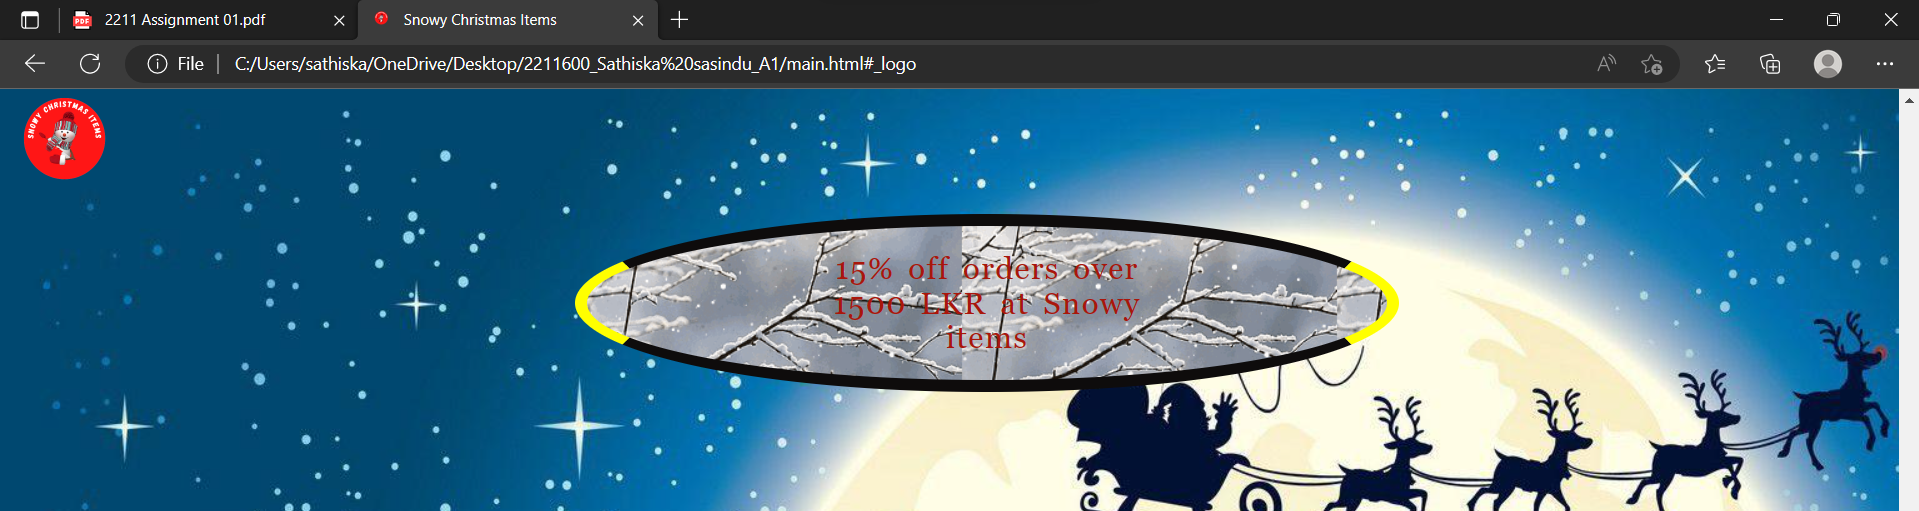 2211 Assignment 01.pdf
Snowy Christmas Items
File
C:/Users/sathiska/OneDrive/Desktop/2211600_Sathiska%20sasindu_A1/main.html#_logo
SNOWY CHRISTMAS ITEMS
15% off orders over
1500 LKR at Snowy
items